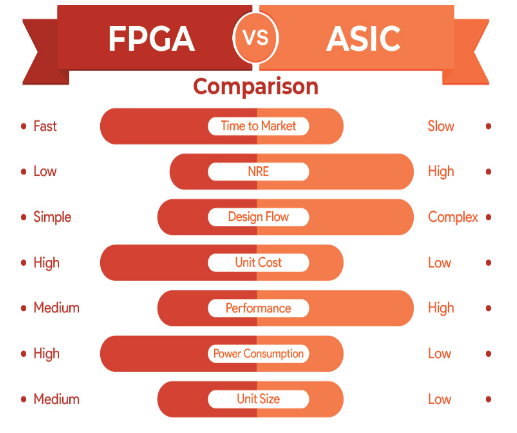 FPGA VS ASIC
Comparison
• Fast Time to Market Slow •
• Low NRE High •
• Simple Design Flow Complex •
• High Unit Cost Low •
• Medium Performance High •
• High Power Consumption Low •
• Medium Unit Size Low •